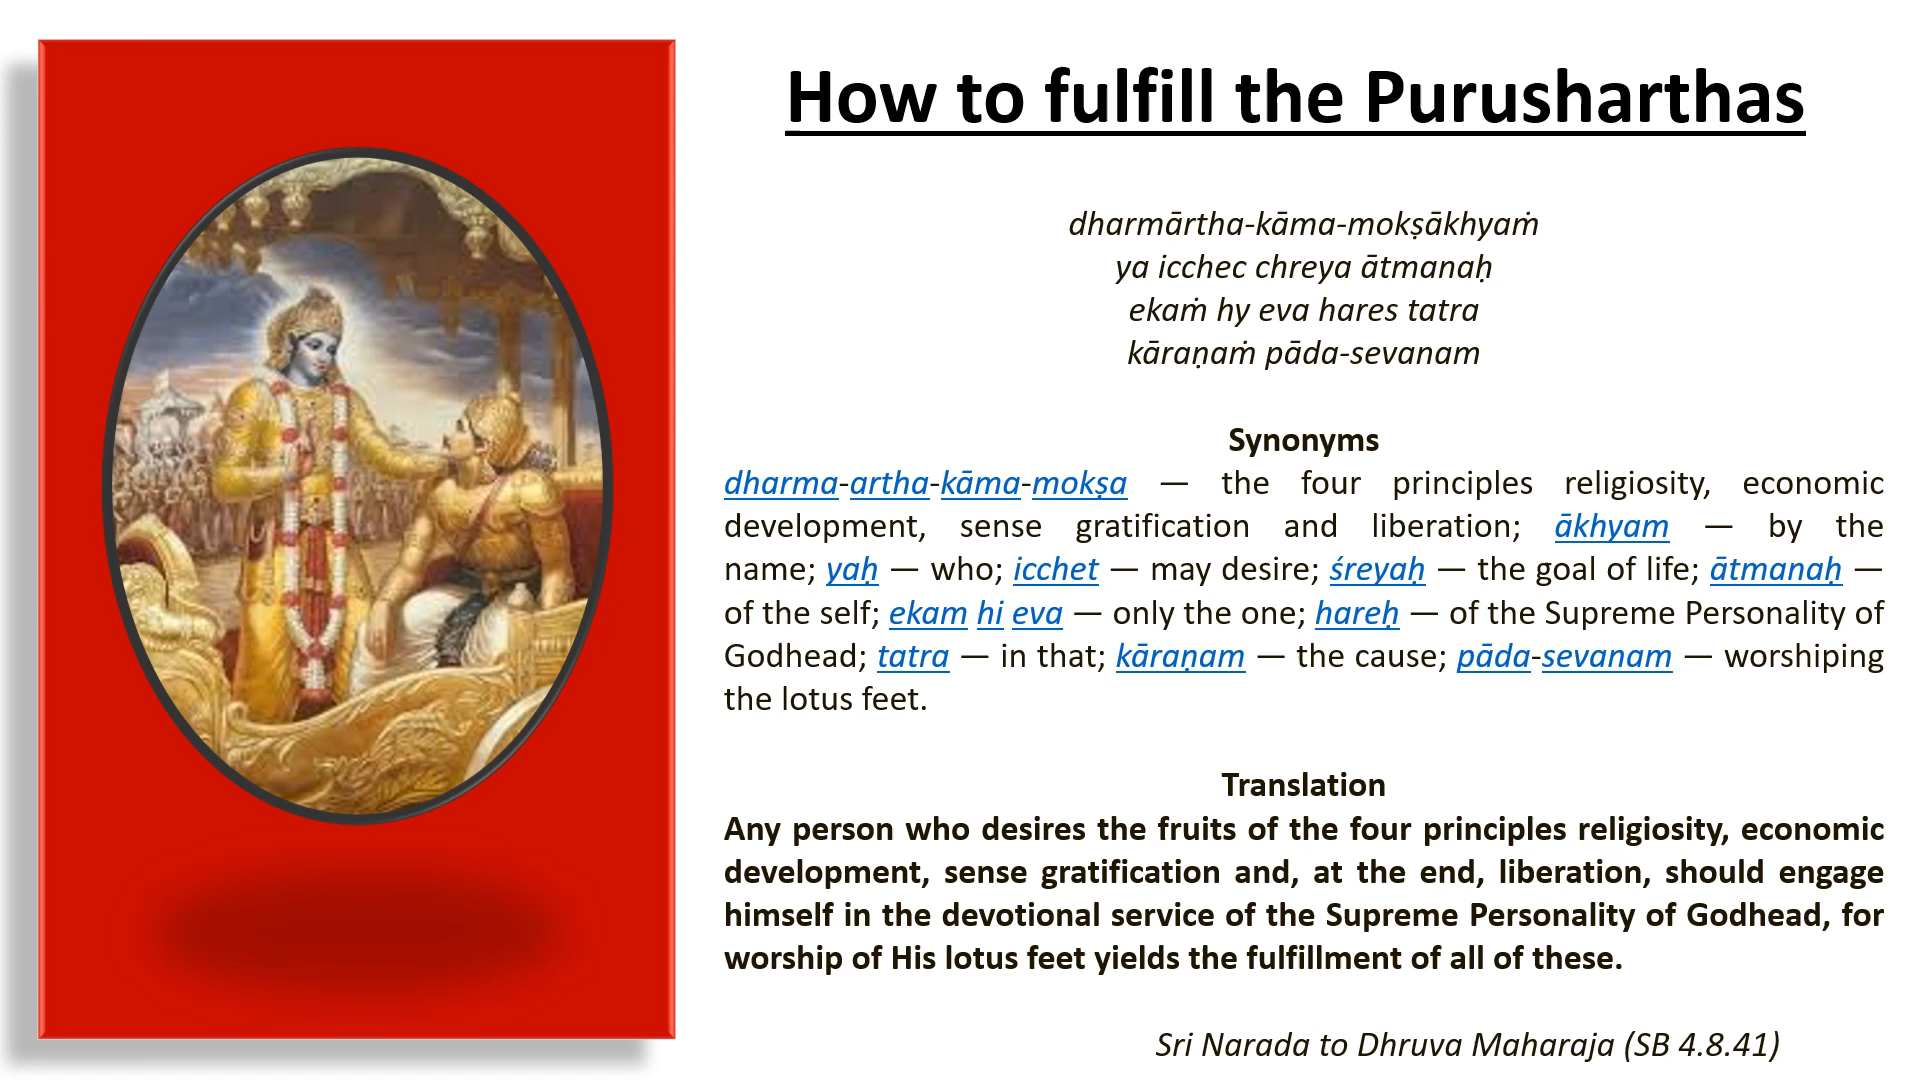 How to fulfill the Purusharthas
dharmārtha-kāma-mokṣākhyaṁ
ya icchec chreya ātmanaḥ
ekaṁ hy eva hares tatra
kāraṇaṁ pāda-sevanam
Synonyms
dharma-artha-kāma-mokṣa — the four principles religiosity, economic
development, sense gratification and liberation; ākhyam — by the
name; yaḥ — who; icchet — may desire; śreyaḥ — the goal of life; ātmanaḥ —
of the self; ekam hi eva — only the one; hareḥ — of the Supreme Personality of
Godhead; tatra — in that; kāraṇam — the cause; pāda-sevanam — worshiping
the lotus feet.
Translation
Any person who desires the fruits of the four principles religiosity, economic
development, sense gratification and, at the end, liberation, should engage
himself in the devotional service of the Supreme Personality of Godhead, for
worship of His lotus feet yields the fulfillment of all of these.
Sri Narada to Dhruva Maharaja (SB 4.8.41)